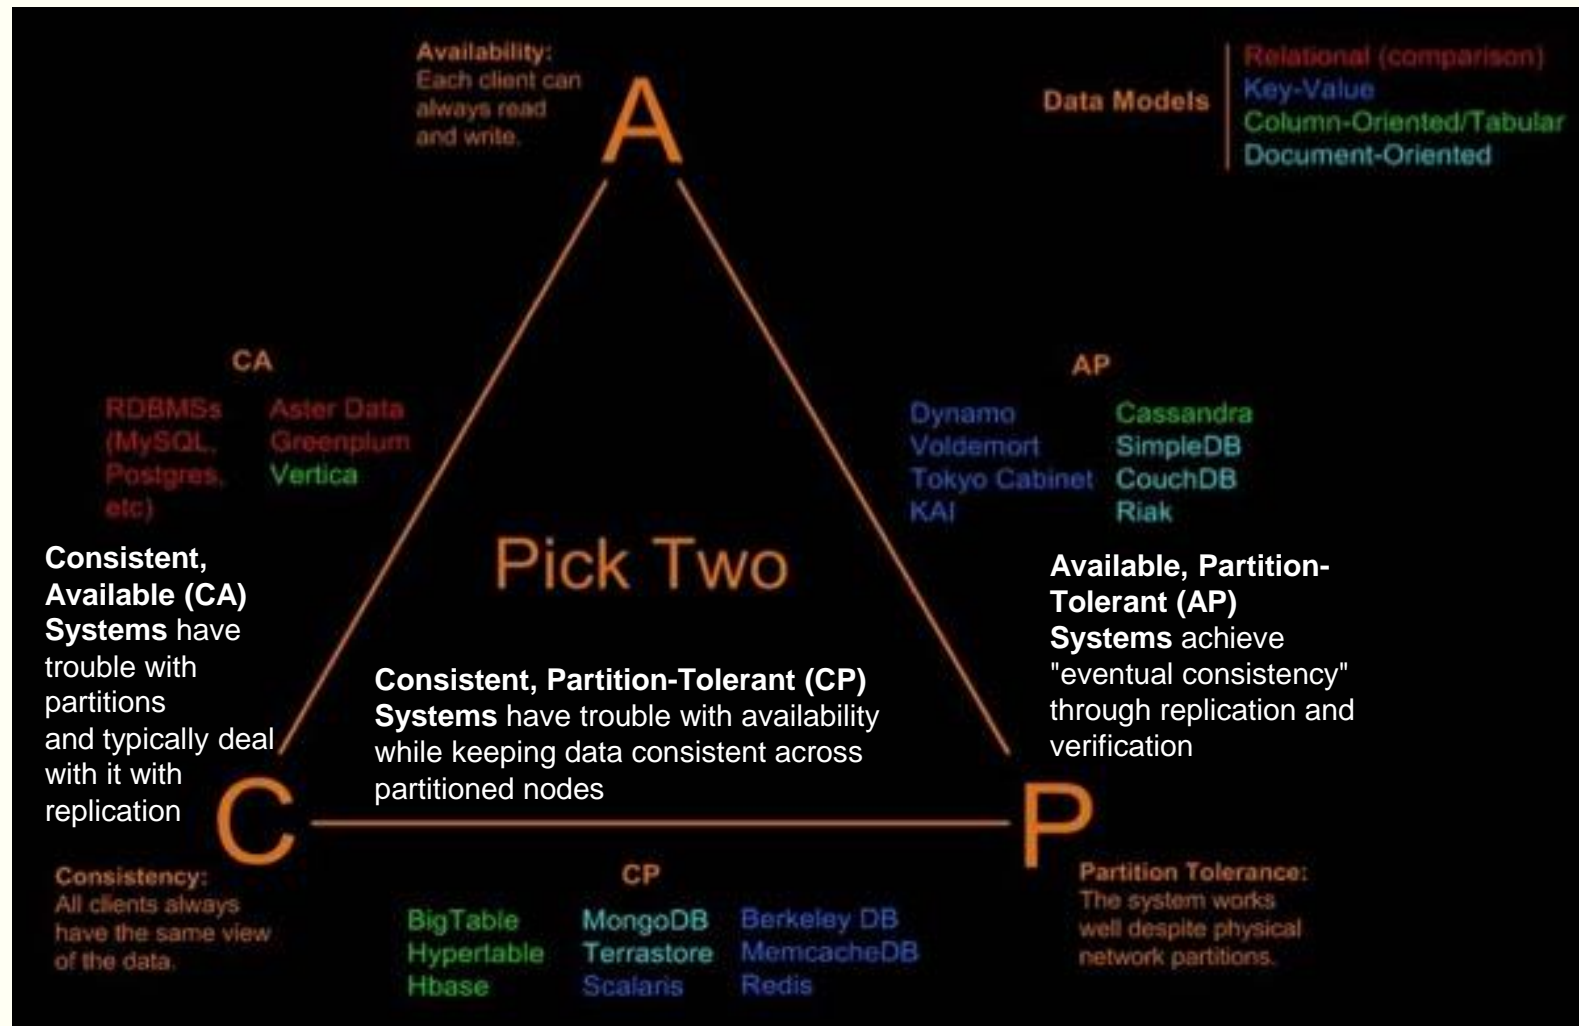 Availability:
Each client can
always read
and write.
A
Data Models
Relational (comparison)
Key-Value
Column-Oriented/Tabular
Document-Oriented
CA
RDBMSs
(MySQL,
Postgres,
etc)
Aster Data
Greenplum
Vertica
AP
Dynamo
Voldemort
Tokyo Cabinet
KAI
Cassandra
SimpleDB
CouchDB
Riak
Pick Two
Consistent,
Available (CA)
Systems have
trouble with
partitions
and typically deal
with it with
replication
Consistent, Partition-Tolerant (CP)
Systems have trouble with availability
while keeping data consistent across
partitioned nodes
Available, Partition-
Tolerant (AP)
Systems achieve
"eventual consistency"
through replication and
verification
C
P
Consistency:
All clients always
have the same view
of the data.
CP
BigTable
Hypertable
Hbase
MongoDB
Terrastore
Scalaris
Berkeley DB
MemcacheDB
Redis
Partition Tolerance:
The system works
well despite physical
network partitions.